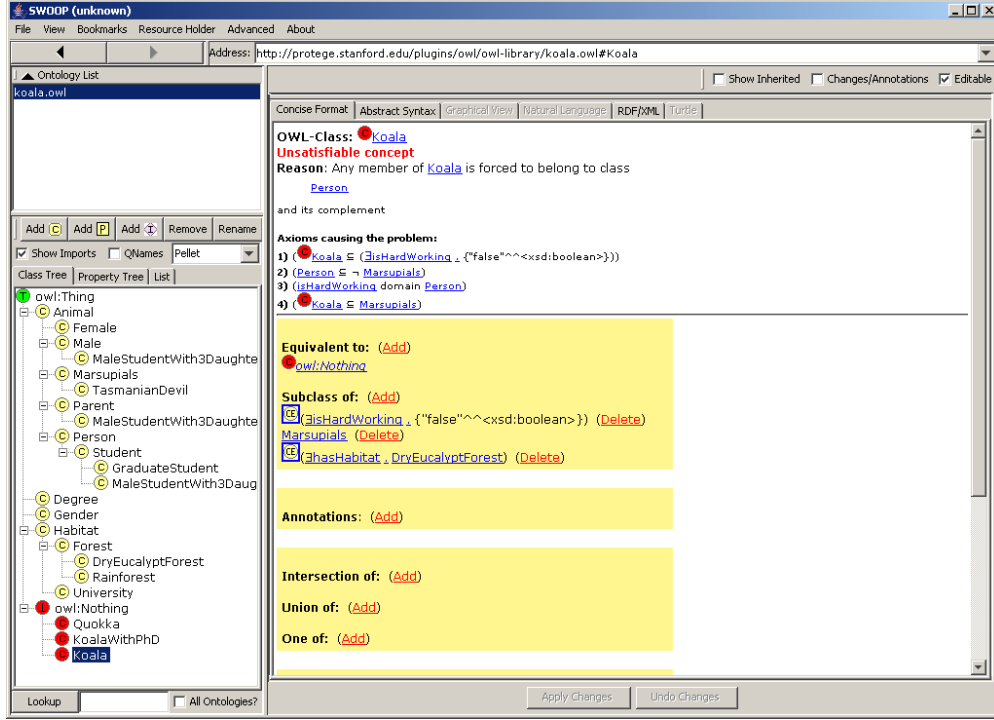 SWOOP (unknown)
File View Bookmarks Resource Holder Advanced About
Address: http://protege.stanford.edu/plugins/owl/owl-library/koala.owl#Koala
Ontology List
koala.owl
Show Inherited Changes/Annotations Editable
Concise Format Abstract Syntax Graphical View Natural Language RDF/XML Turtle
OWL-Class: C Koala
Unsatisfiable concept
Reason: Any member of Koala is forced to belong to class
Person
and its complement
Axioms causing the problem:
1) (C Koala ⊆ (∃isHardWorking . {"false"^^<xsd:boolean>}))
2) (Person ⊆ ¬ Marsupials)
3) (isHardWorking domain Person)
4) (C Koala ⊆ Marsupials)
Equivalent to: (Add)
C owl:Nothing
Subclass of: (Add)
CE (∃isHardWorking . {"false"^^<xsd:boolean>}) (Delete)
Marsupials (Delete)
CE (∃hasHabitat . DryEucalyptForest) (Delete)
Annotations: (Add)
Intersection of: (Add)
Union of: (Add)
One of: (Add)
Add C Add P Add I Remove Rename
Show Imports QNames Pellet
Class Tree Property Tree List
T owl:Thing
C Animal
C Female
C Male
C MaleStudentWith3Daughte
C Marsupials
C TasmanianDevil
C Parent
C MaleStudentWith3Daughte
C Person
C Student
C GraduateStudent
C MaleStudentWith3Daug
C Degree
C Gender
C Habitat
C Forest
C DryEucalyptForest
C Rainforest
C University
⊥ owl:Nothing
C Quokka
C KoalaWithPhD
C Koala
Lookup All Ontologies?
Apply Changes Undo Changes